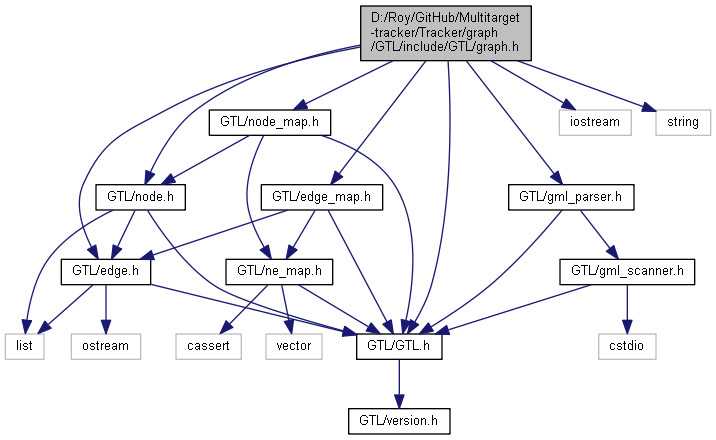 D:/Roy/GitHub/Multitarget
-tracker/Tracker/graph
/GTL/include/GTL/graph.h
GTL/node_map.h
iostream
string
GTL/node.h
GTL/edge_map.h
GTL/gml_parser.h
GTL/edge.h
GTL/ne_map.h
GTL/gml_scanner.h
list
ostream
cassert
vector
GTL/GTL.h
cstdio
GTL/version.h